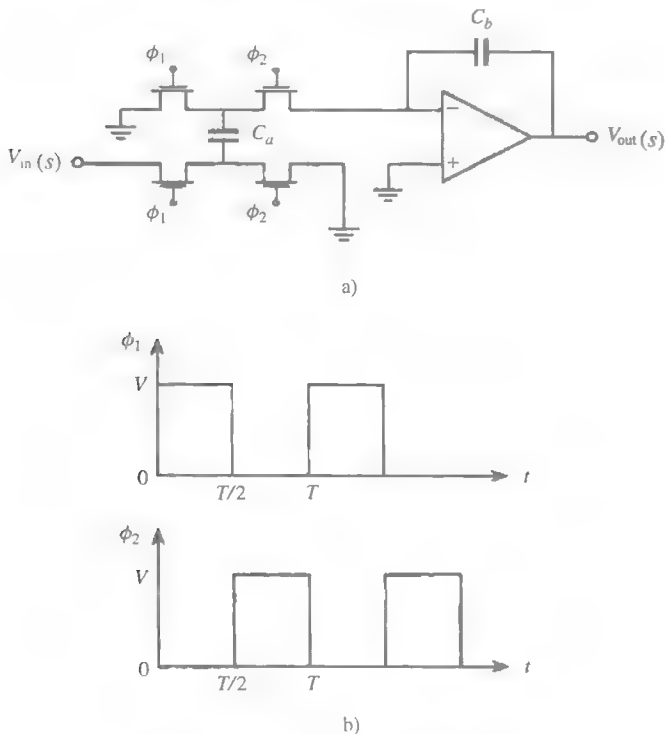 C_b
ϕ₁ ϕ₂
C_a
−
+
V_in(s)
V_out(s)
ϕ₁ ϕ₂
a)
ϕ₁
V
0
T/2 T t
ϕ₂
V
0
T/2 T t
b)